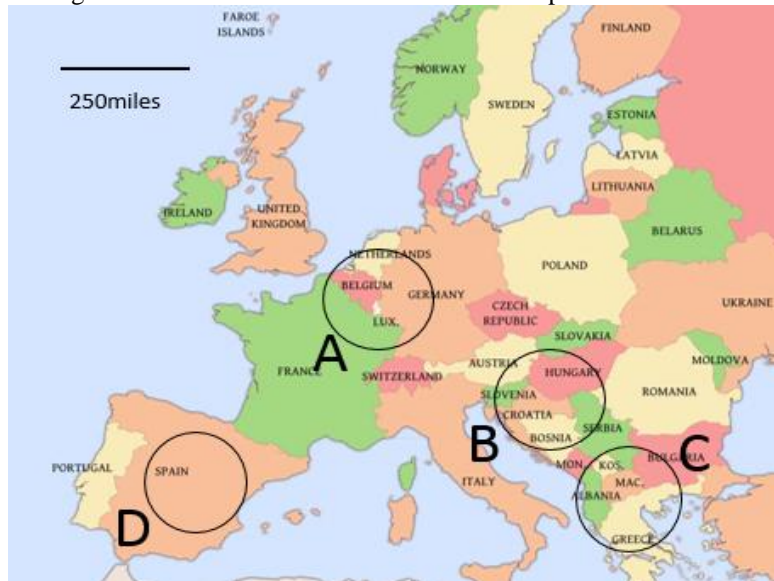 FAROE
ISLANDS
FINLAND
NORWAY
250miles
SWEDEN
ESTONIA
LATVIA
LITHUANIA
IRELAND
UNITED
KINGDOM
BELARUS
NETHERLANDS
POLAND
BELGIUM
GERMANY
CZECH
REPUBLIC
UKRAINE
LUX.
A
SLOVAKIA
FRANCE
SWITZERLAND
AUSTRIA
HUNGARY
MOLDOVA
SLOVENIA
ROMANIA
CROATIA
SERBIA
BOSNIA
B
PORTUGAL
SPAIN
ITALY
MON.
KOS.
BULGARIA
C
MAC.
ALBANIA
D
GREECE